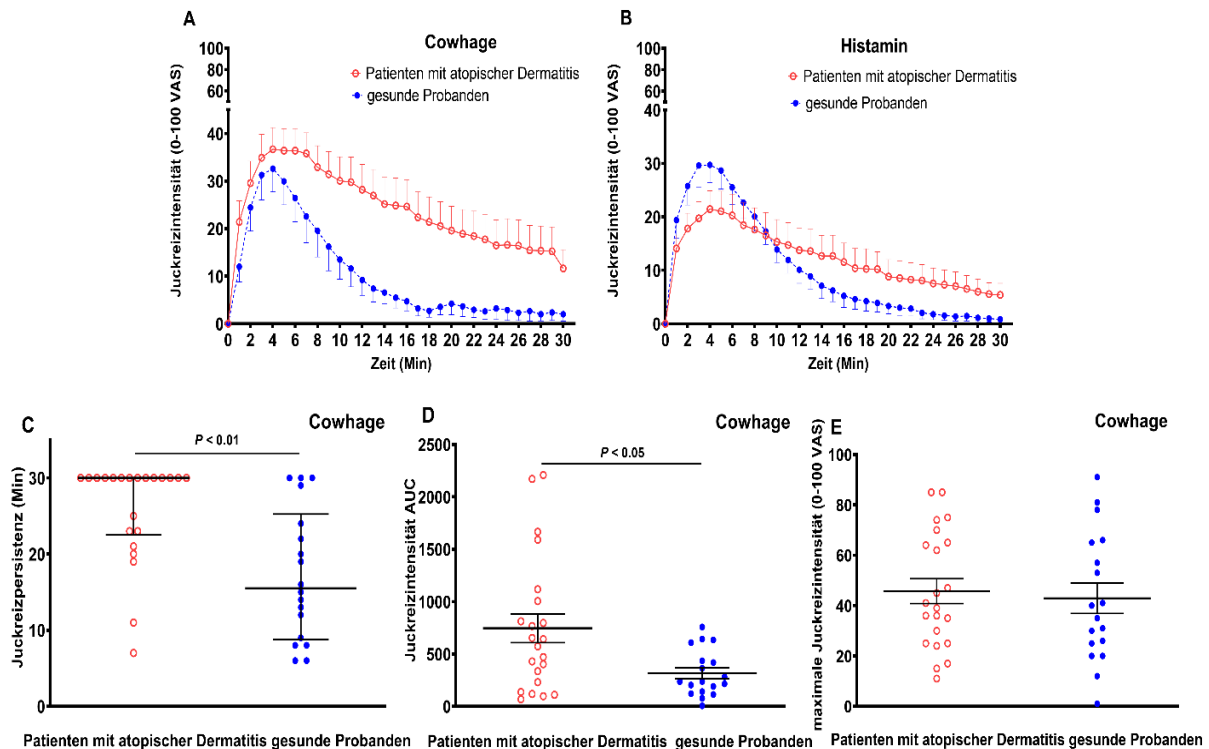 A
Cowhage
Patienten mit atopischer Dermatitis
gesunde Probanden
Juckreizintensität (0-100 VAS)
100
80
60
40
30
20
10
0
0 2 4 6 8 10 12 14 16 18 20 22 24 26 28 30
Zeit (Min)
B
Histamin
Patienten mit atopischer Dermatitis
gesunde Probanden
Juckreizintensität (0-100 VAS)
100
80
60
40
30
20
10
0
0 2 4 6 8 10 12 14 16 18 20 22 24 26 28 30
Zeit (Min)
C
Cowhage
P < 0.01
Juckreizpersistenz (Min)
30
20
10
0
Patienten mit atopischer Dermatitis gesunde Probanden
D
Cowhage
P < 0.05
Juckreizintensität AUC
2500
2000
1500
1000
500
0
Patienten mit atopischer Dermatitis gesunde Probanden
E
Cowhage
maximale Juckreizintensität (0-100 VAS)
100
80
60
40
20
0
Patienten mit atopischer Dermatitis gesunde Probanden